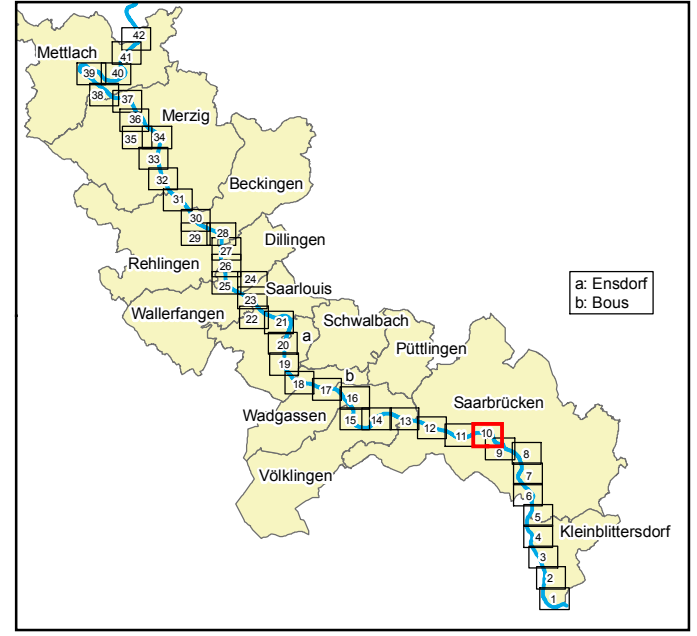 42
41
Mettlach
39
40
38
37
36
Merzig
35
34
33
32
Beckingen
31
30
29
28
Dillingen
27
26
Rehlingen
25
24
Saarlouis
23
Wallerfangen
22
21
Schwalbach
a: Ensdorf
b: Bous
a
20
Püttlingen
19
b
18
17
16
Saarbrücken
Wadgassen
15
14
13
12
11
10
9
8
Völklingen
7
6
5
Kleinblittersdorf
4
3
2
1